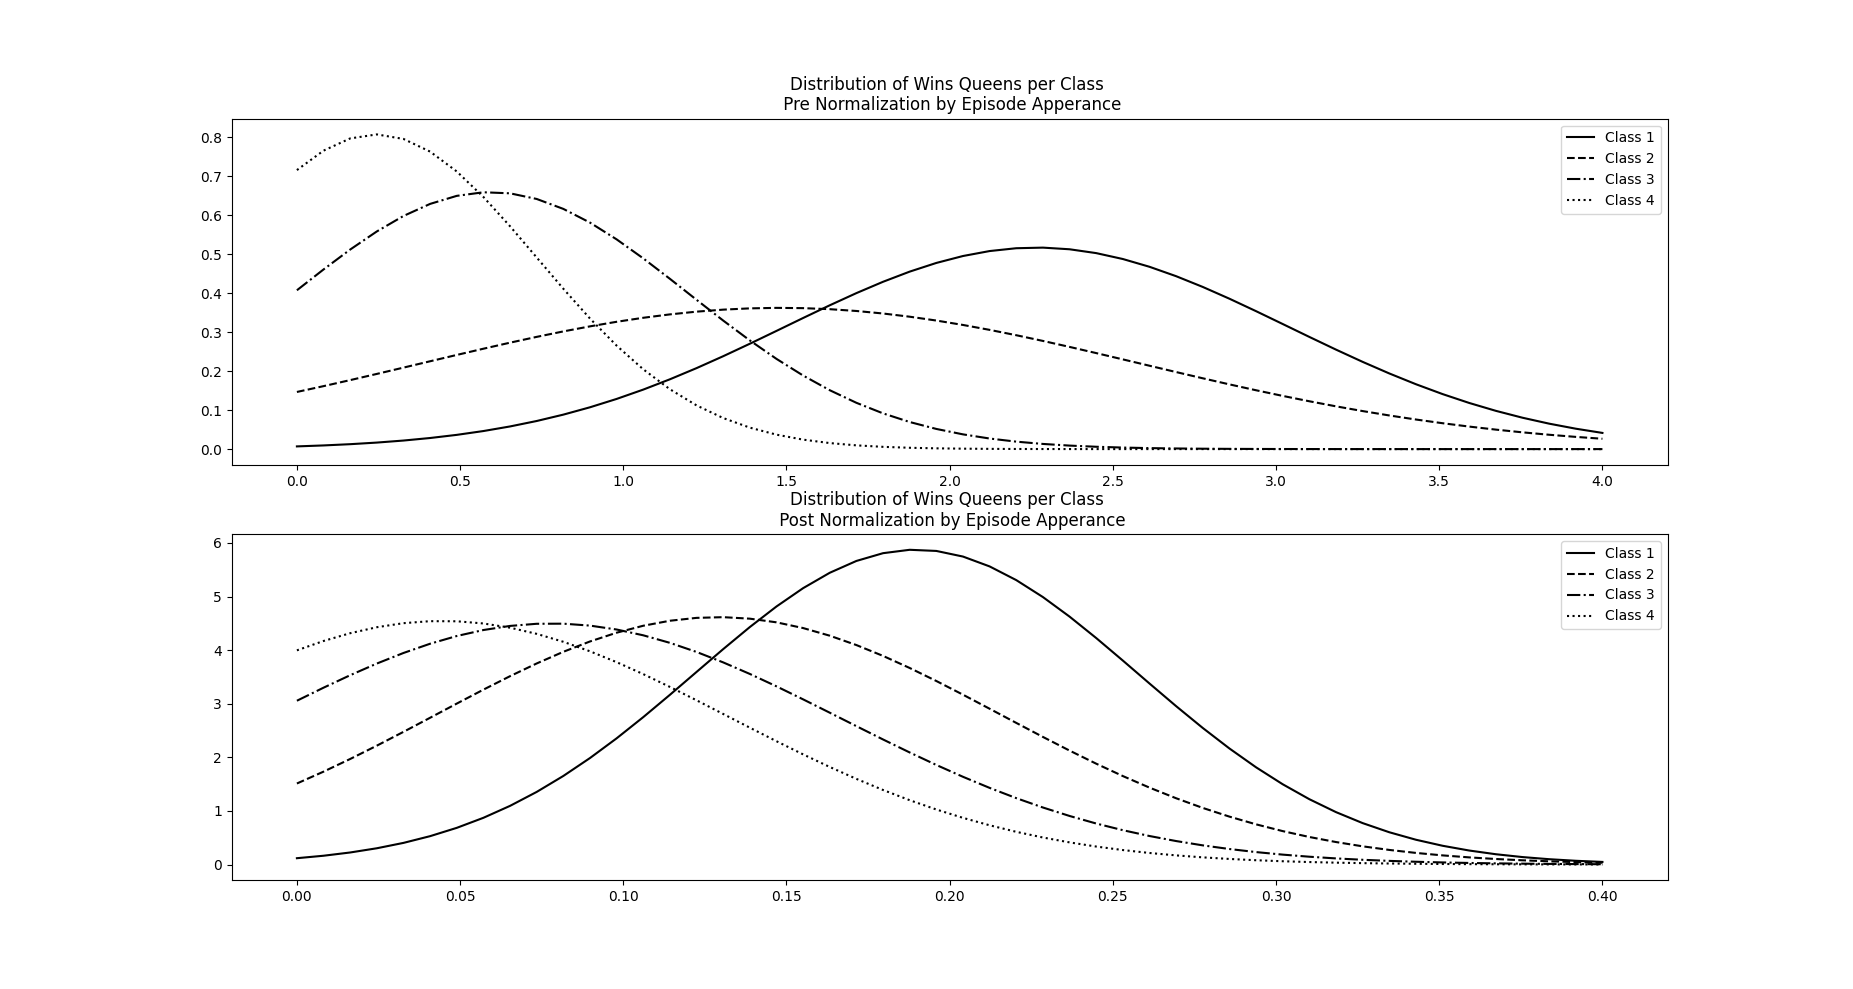 Distribution of Wins Queens per Class
Pre Normalization by Episode Apperance
0.8
0.7
0.6
0.5
0.4
0.3
0.2
0.1
0.0
Class 1
Class 2
Class 3
Class 4
0.0 0.5 1.0 1.5 2.0 2.5 3.0 3.5 4.0
Distribution of Wins Queens per Class
Post Normalization by Episode Apperance
6
5
4
3
2
1
0
Class 1
Class 2
Class 3
Class 4
0.00 0.05 0.10 0.15 0.20 0.25 0.30 0.35 0.40